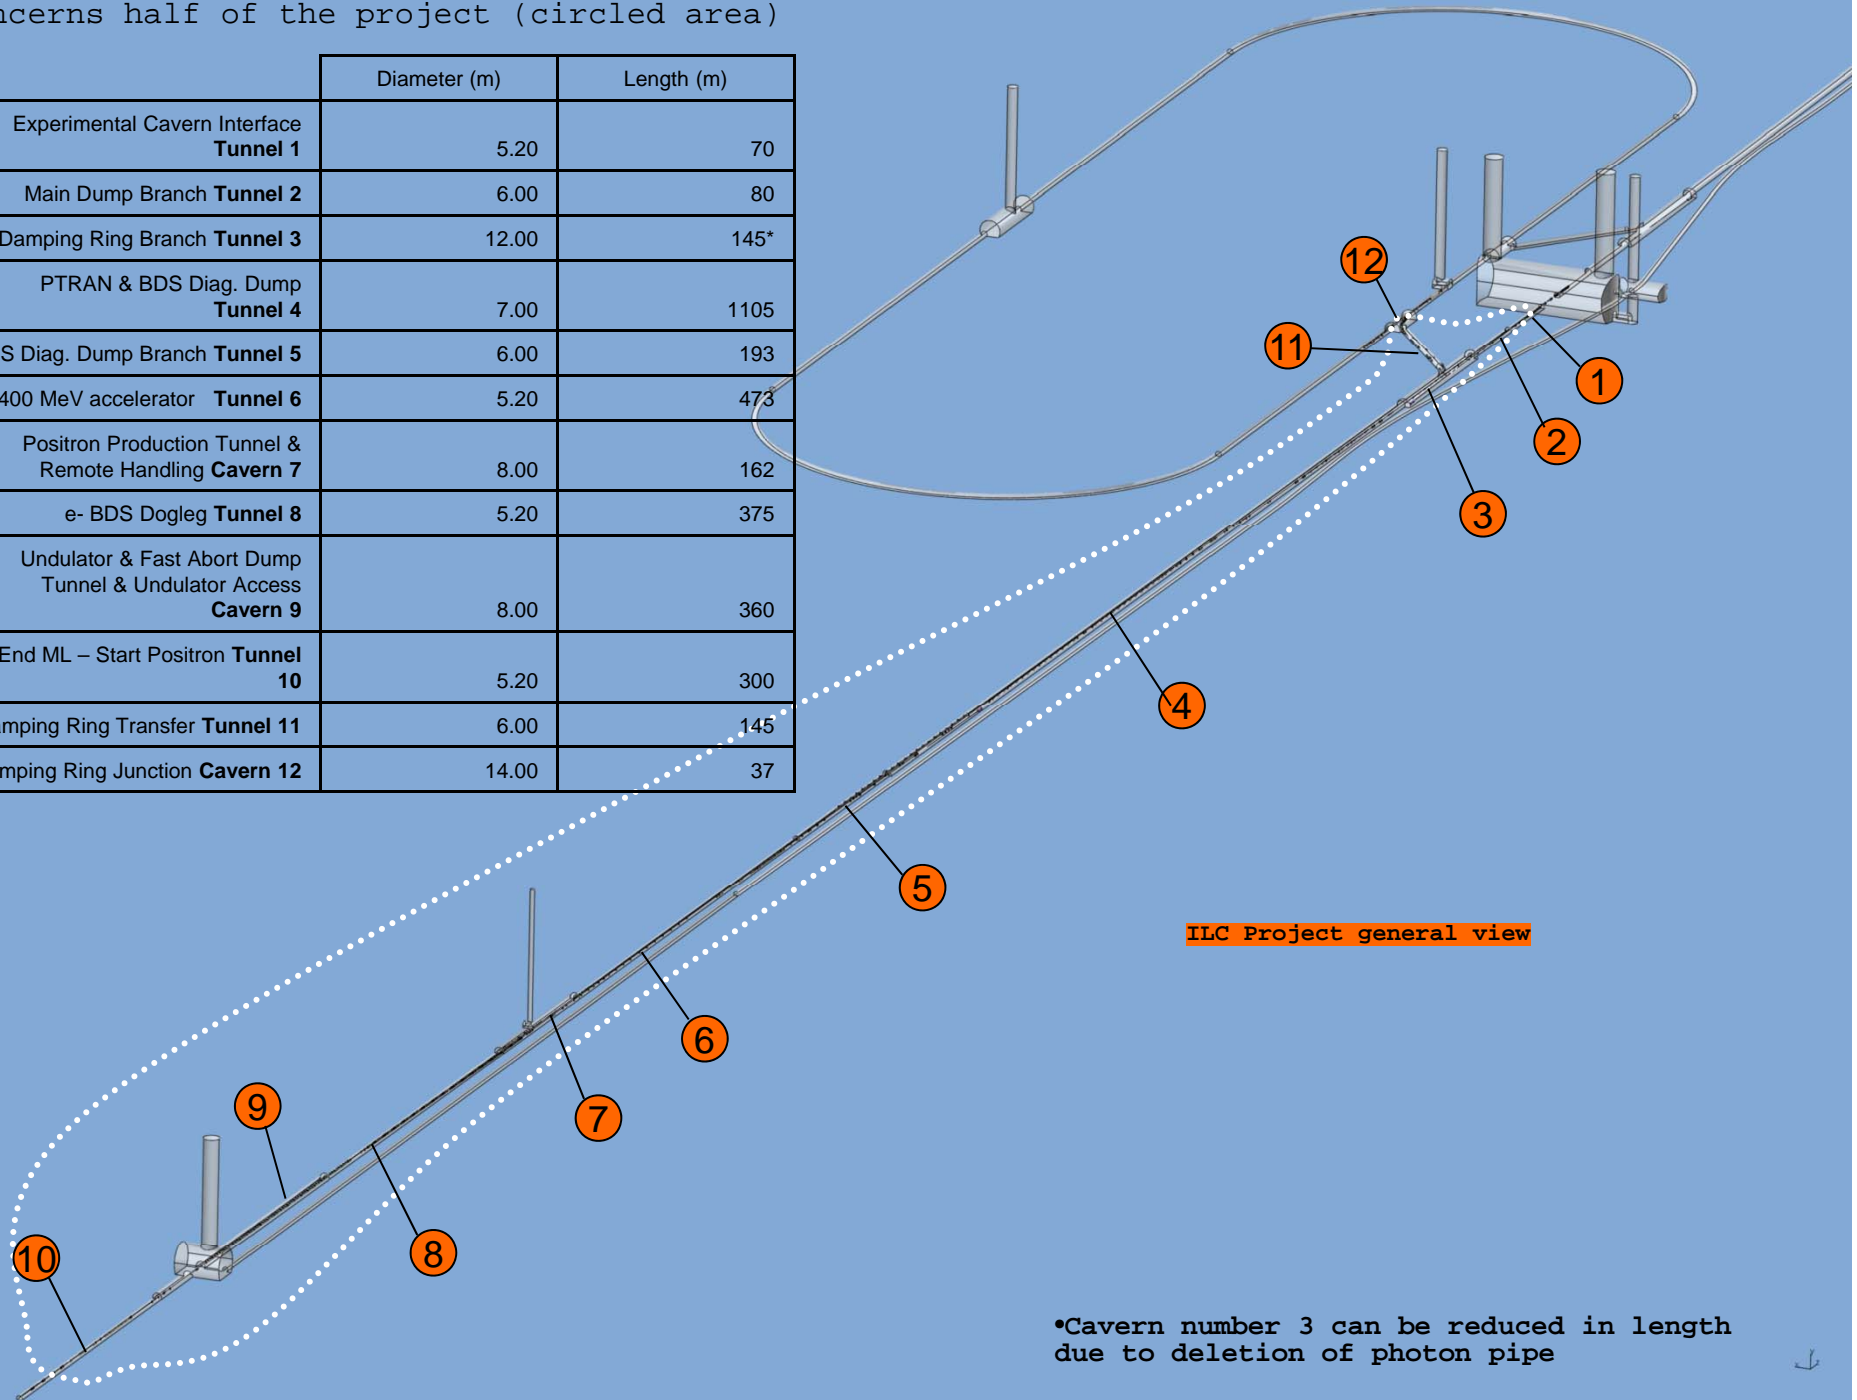 ncerns half of the project (circled area)
Diameter (m) Length (m)
Experimental Cavern Interface
Tunnel 1 5.20 70
Main Dump Branch Tunnel 2 6.00 80
Damping Ring Branch Tunnel 3 12.00 145*
PTRAN & BDS Diag. Dump
Tunnel 4 7.00 1105
S Diag. Dump Branch Tunnel 5 6.00 193
400 MeV accelerator Tunnel 6 5.20 473
Positron Production Tunnel &
Remote Handling Cavern 7 8.00 162
e- BDS Dogleg Tunnel 8 5.20 375
Undulator & Fast Abort Dump
Tunnel & Undulator Access
Cavern 9 8.00 360
End ML – Start Positron Tunnel
10 5.20 300
amping Ring Transfer Tunnel 11 6.00 145
mping Ring Junction Cavern 12 14.00 37
12
11
1
2
3
4
5
6
7
9
8
10
ILC Project general view
•Cavern number 3 can be reduced in length
due to deletion of photon pipe